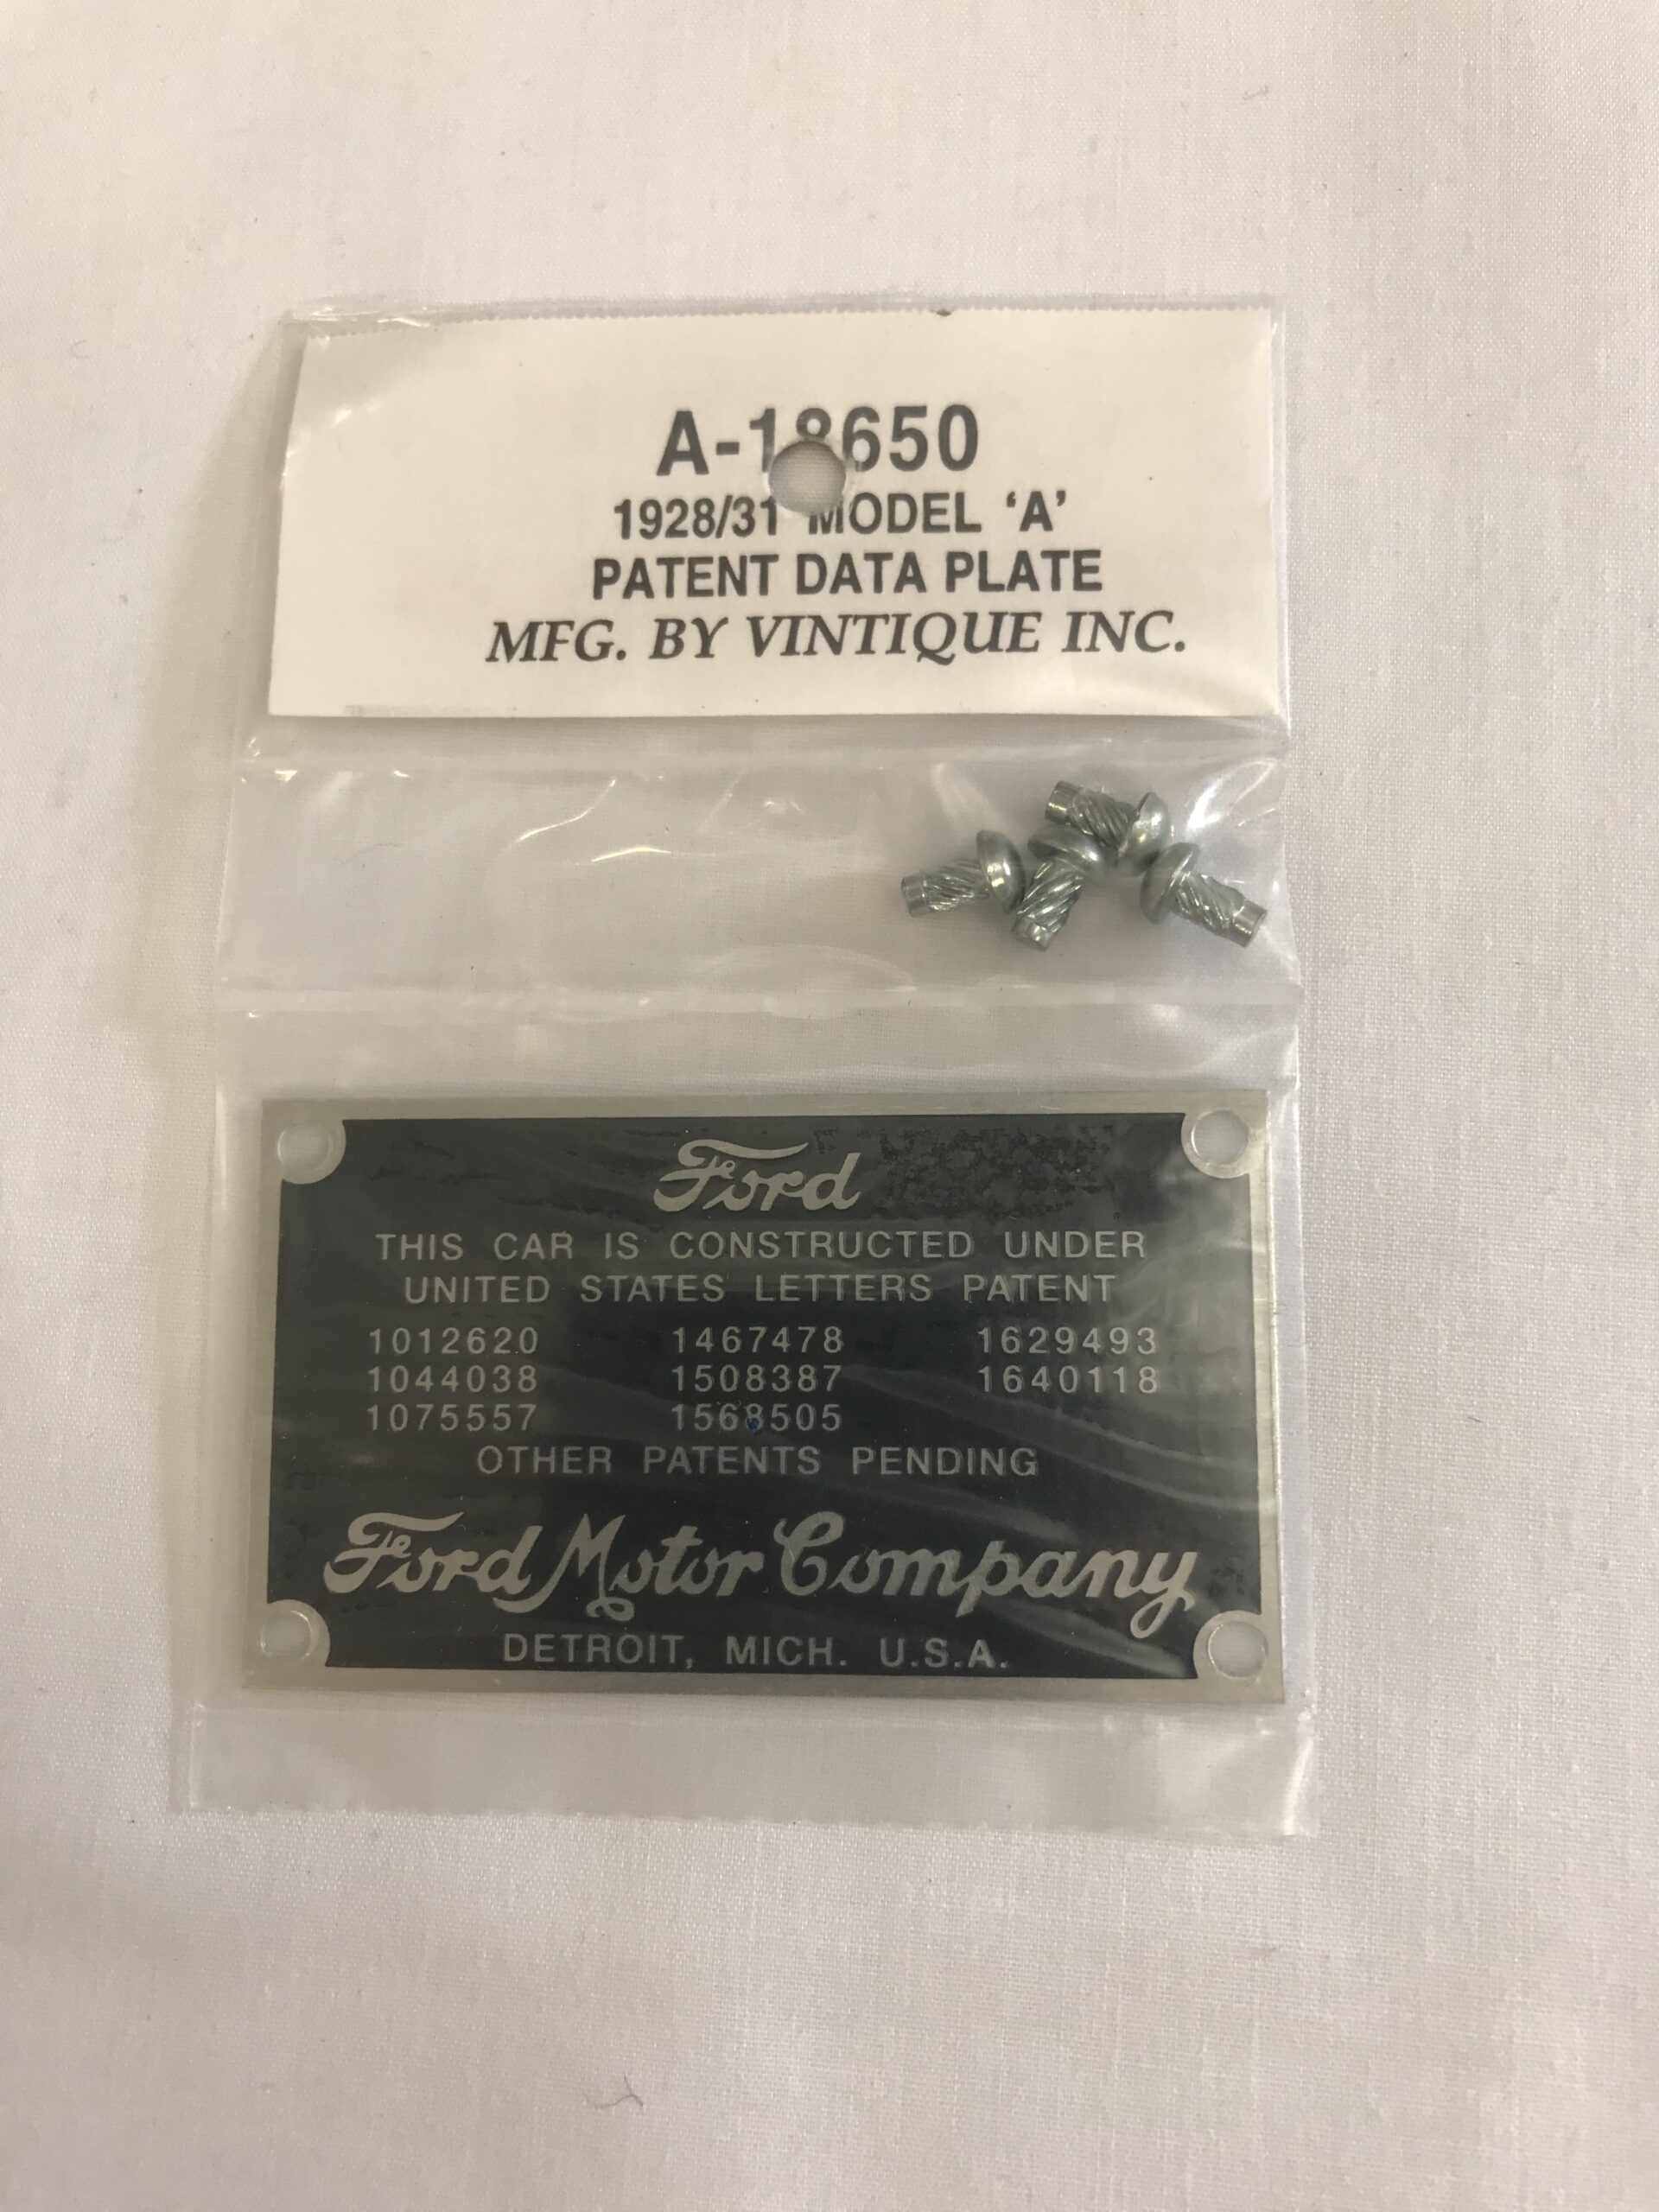 A-18650
1928/31 MODEL ‘A’
PATENT DATA PLATE
MFG. BY VINTIQUE INC.
Ford
THIS CAR IS CONSTRUCTED UNDER
UNITED STATES LETTERS PATENT
1012620 1467478 1629493
1044038 1508387 1640118
1075557 1568505
OTHER PATENTS PENDING
Ford Motor Company
DETROIT, MICH. U.S.A.